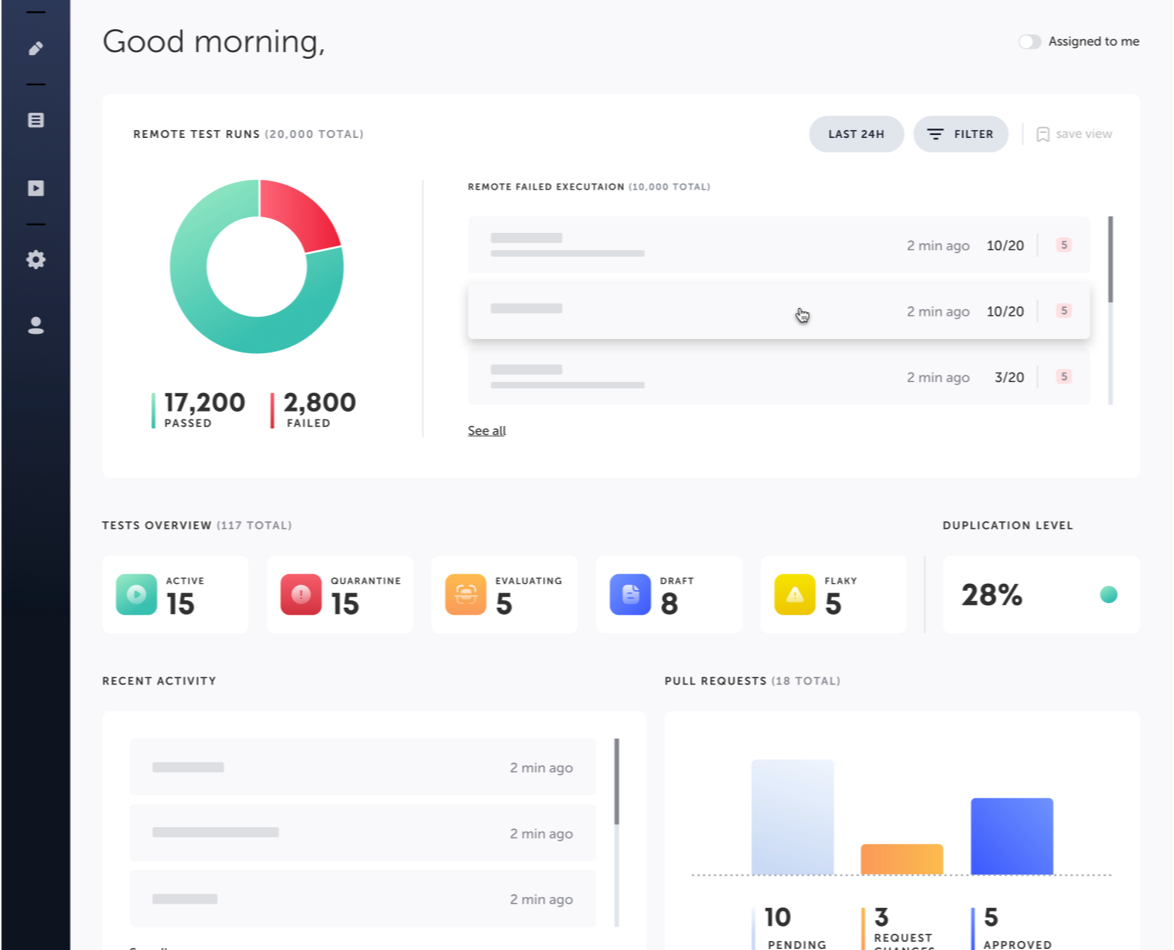 Good morning,
Assigned to me
REMOTE TEST RUNS (20,000 TOTAL)
LAST 24H
FILTER
save view
REMOTE FAILED EXECUTAION (10,000 TOTAL)
2 min ago 10/20 5
2 min ago 10/20 5
2 min ago 3/20 5
17,200
PASSED
2,800
FAILED
See all
TESTS OVERVIEW (117 TOTAL)
DUPLICATION LEVEL
ACTIVE
15
QUARANTINE
15
EVALUATING
5
DRAFT
8
FLAKY
5
28%
RECENT ACTIVITY
PULL REQUESTS (18 TOTAL)
2 min ago
2 min ago
2 min ago
10
PENDING
3
REQUEST
CHANGES
5
APPROVED